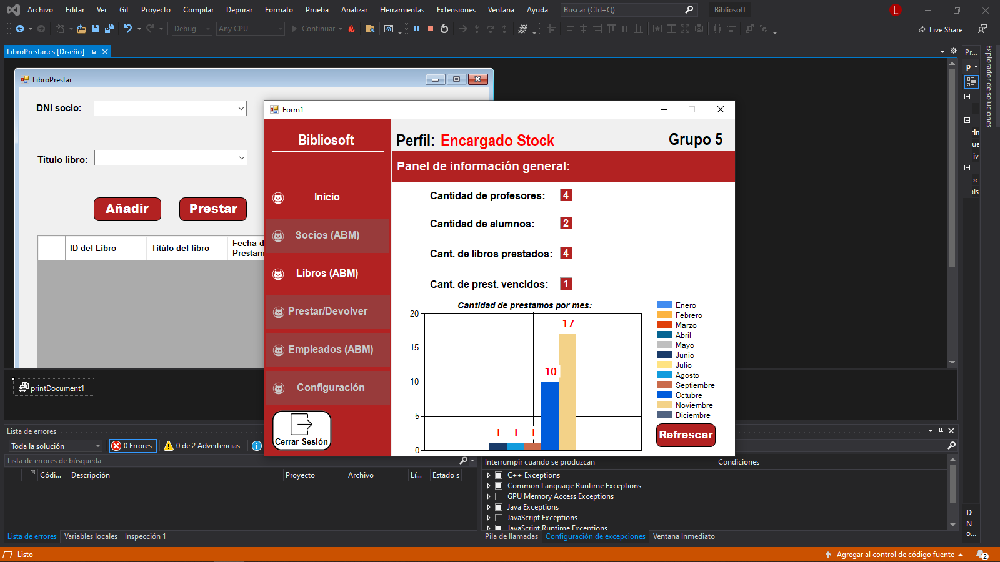 Archivo Editar Ver Git Proyecto Compilar Depurar Formato Prueba Analizar Herramientas Extensiones Ventana Ayuda Buscar (Ctrl+Q) Bibliosoft L
Debug Any CPU Continuar Live Share
LibroPrestar.cs [Diseño]
Pr...
Explorador de soluciones
LibroPrestar
DNI socio:
Titulo libro:
Añadir Prestar
ID del Libro Titúlo del libro Fecha d
Prestam
printDocument1
Form1
Bibliosoft
Inicio
Socios (ABM)
Libros (ABM)
Prestar/Devolver
Empleados (ABM)
Configuración
Cerrar Sesión
Perfil: Encargado Stock Grupo 5
Panel de información general:
Cantidad de profesores: 4
Cantidad de alumnos: 2
Cant. de libros prestados: 4
Cant. de prest. vencidos: 1
Cantidad de prestamos por mes:
20
15
10
5
0
1 1 1 10 17
Enero
Febrero
Marzo
Abril
Mayo
Junio
Julio
Agosto
Septiembre
Octubre
Noviembre
Diciembre
Refrescar
Lista de errores
Toda la solución 0 Errores 0 de 2 Advertencias
Lista de errores de búsqueda
Códi... Descripción Proyecto Archivo Lí... Estado s
Lista de errores Variables locales Inspección 1
Interrumpir cuando se produzcan Condiciones
C++ Exceptions
Common Language Runtime Exceptions
GPU Memory Access Exceptions
Java Exceptions
JavaScript Exceptions
JavaScript Runtime Exceptions
Pila de llamadas Configuración de excepciones Ventana Inmediato
p
rin
ue
riv
oc
als
D
N
o...
Listo Agregar al control de código fuente 2